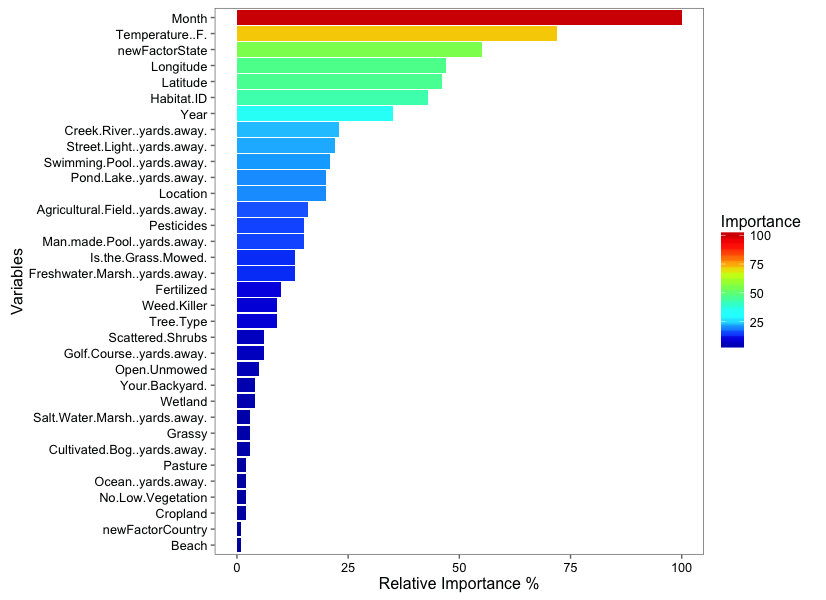 Month
Temperature..F.
newFactorState
Longitude
Latitude
Habitat.ID
Year
Creek.River..yards.away.
Street.Light..yards.away.
Swimming.Pool..yards.away.
Pond.Lake..yards.away.
Location
Agricultural.Field..yards.away.
Pesticides
Man.made.Pool..yards.away.
Is.the.Grass.Mowed.
Freshwater.Marsh..yards.away.
Fertilized
Weed.Killer
Tree.Type
Scattered.Shrubs
Golf.Course..yards.away.
Open.Unmowed
Your.Backyard.
Wetland
Salt.Water.Marsh..yards.away.
Grassy
Cultivated.Bog..yards.away.
Pasture
Ocean..yards.away.
No.Low.Vegetation
Cropland
newFactorCountry
Beach
Variables
0 25 50 75 100
Relative Importance %
Importance
100
75
50
25